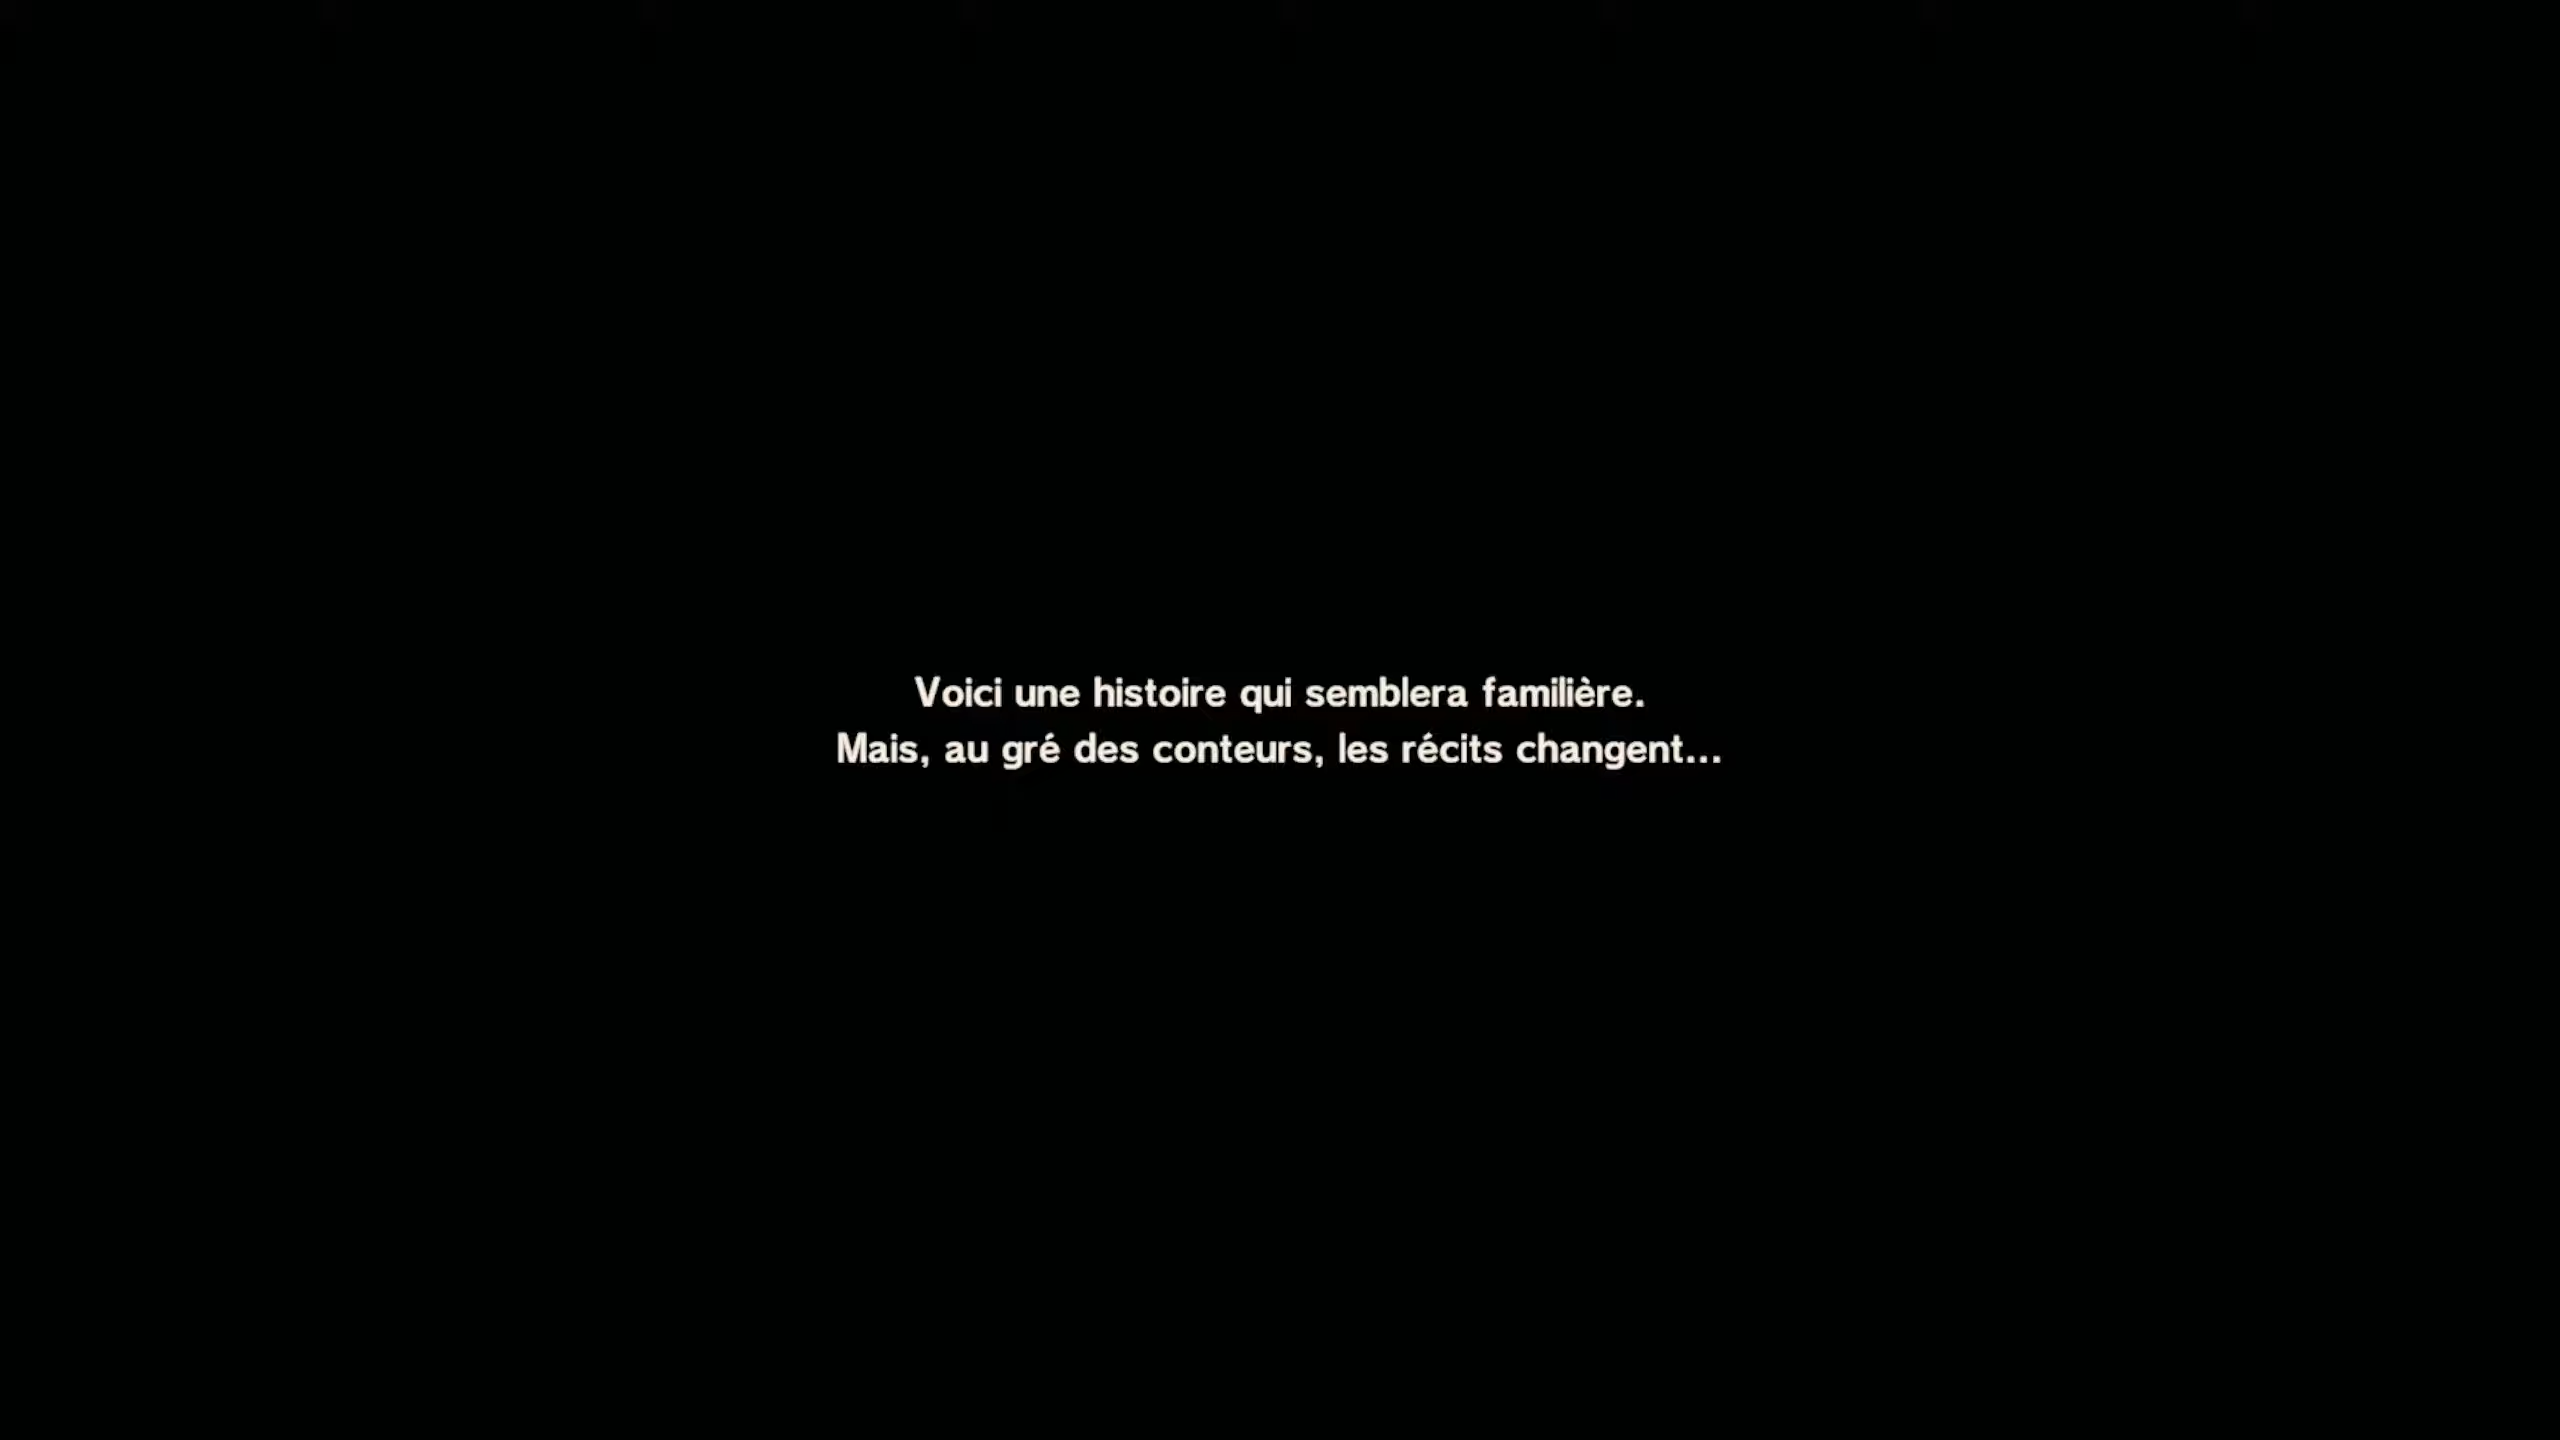 Voici une histoire qui semblera familière.
Mais, au gré des conteurs, les récits changent...